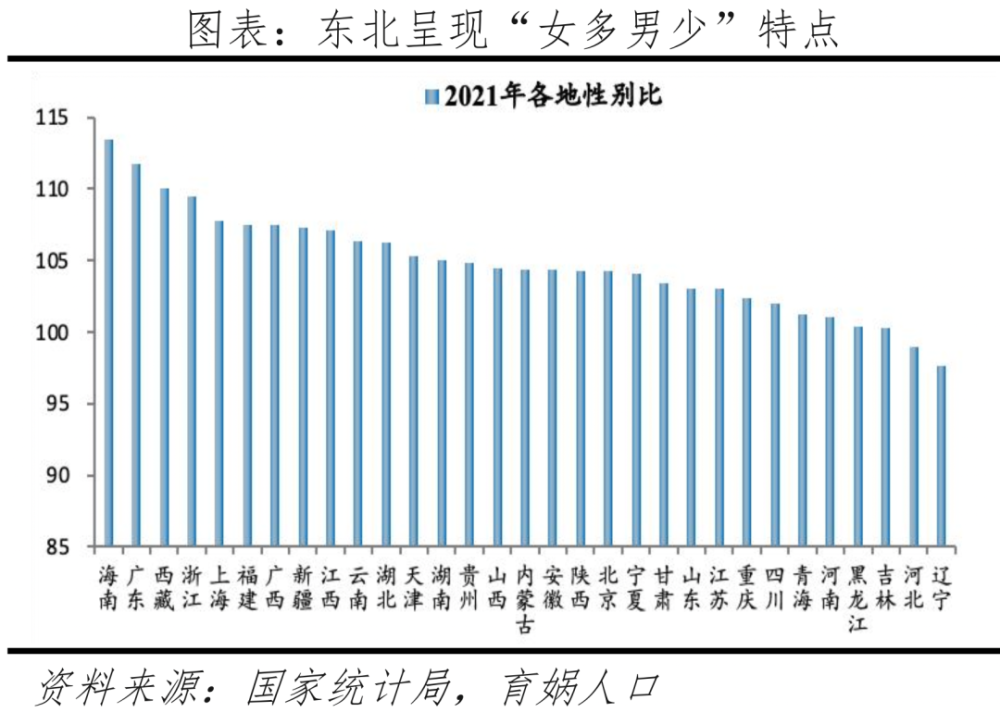 图表：东北呈现“女多男少”特点
2021年各地性别比
115
110
105
100
95
90
85
海南
广东
西藏
浙江
上海
福建
广西
新疆
江西
云南
湖北
天津
湖南
贵州
山西
内蒙古
安徽
陕西
北京
宁夏
甘肃
山东
江苏
重庆
四川
青海
河南
黑龙江
吉林
河北
辽宁
资料来源：国家统计局，育娲人口